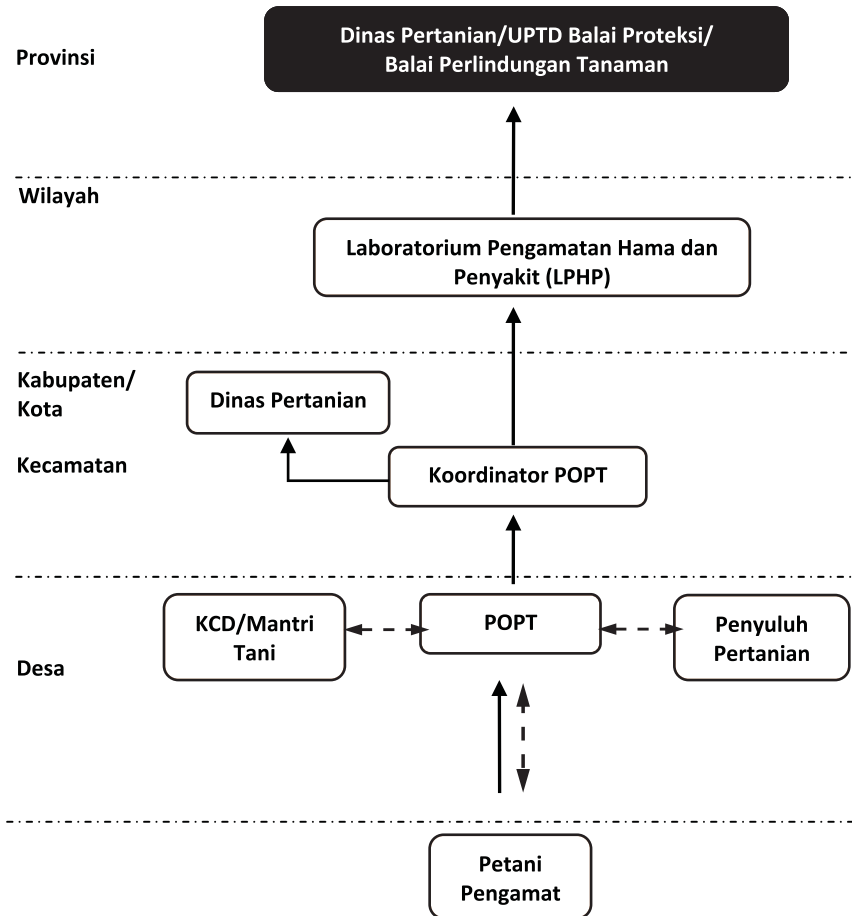 Provinsi
Dinas Pertanian/UPTD Balai Proteksi/
Balai Perlindungan Tanaman
Wilayah
Laboratorium Pengamatan Hama dan
Penyakit (LPHP)
Kabupaten/
Kota
Dinas Pertanian
Kecamatan
Koordinator POPT
KCD/Mantri
Tani
POPT
Penyuluh
Pertanian
Desa
Petani
Pengamat